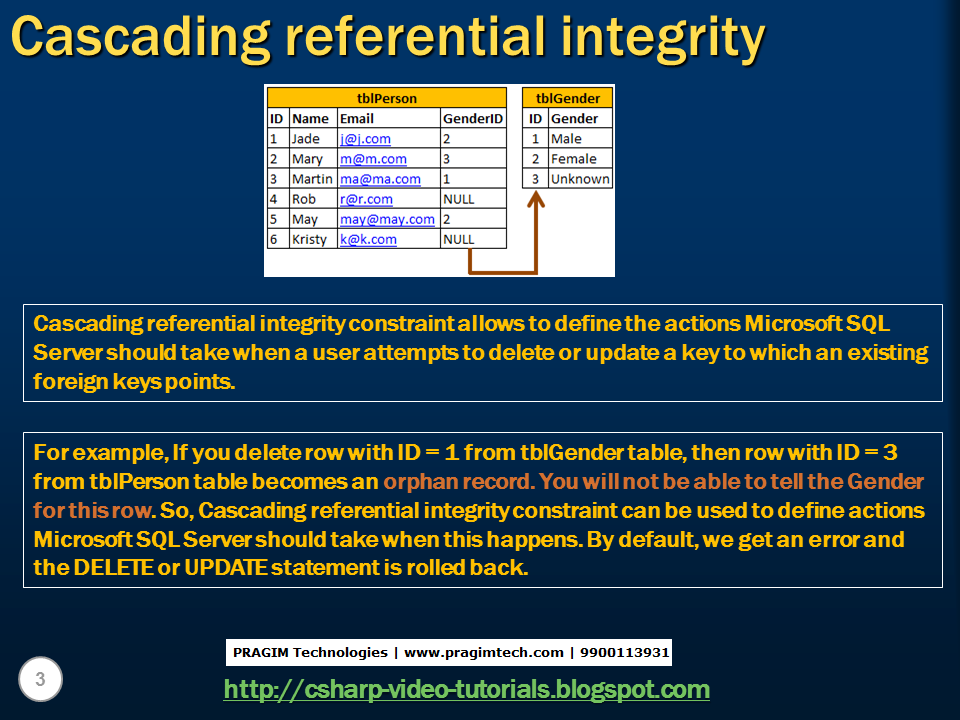 Cascading referential integrity
tblPerson
ID Name Email GenderID
1 Jade j@j.com 2
2 Mary m@m.com 3
3 Martin ma@ma.com 1
4 Rob r@r.com NULL
5 May may@may.com 2
6 Kristy k@k.com NULL
tblGender
ID Gender
1 Male
2 Female
3 Unknown
Cascading referential integrity constraint allows to define the actions Microsoft SQL
Server should take when a user attempts to delete or update a key to which an existing
foreign keys points.
For example, If you delete row with ID = 1 from tblGender table, then row with ID = 3
from tblPerson table becomes an orphan record. You will not be able to tell the Gender
for this row. So, Cascading referential integrity constraint can be used to define actions
Microsoft SQL Server should take when this happens. By default, we get an error and
the DELETE or UPDATE statement is rolled back.
PRAGIM Technologies | www.pragimtech.com | 9900113931
3
http://csharp-video-tutorials.blogspot.com